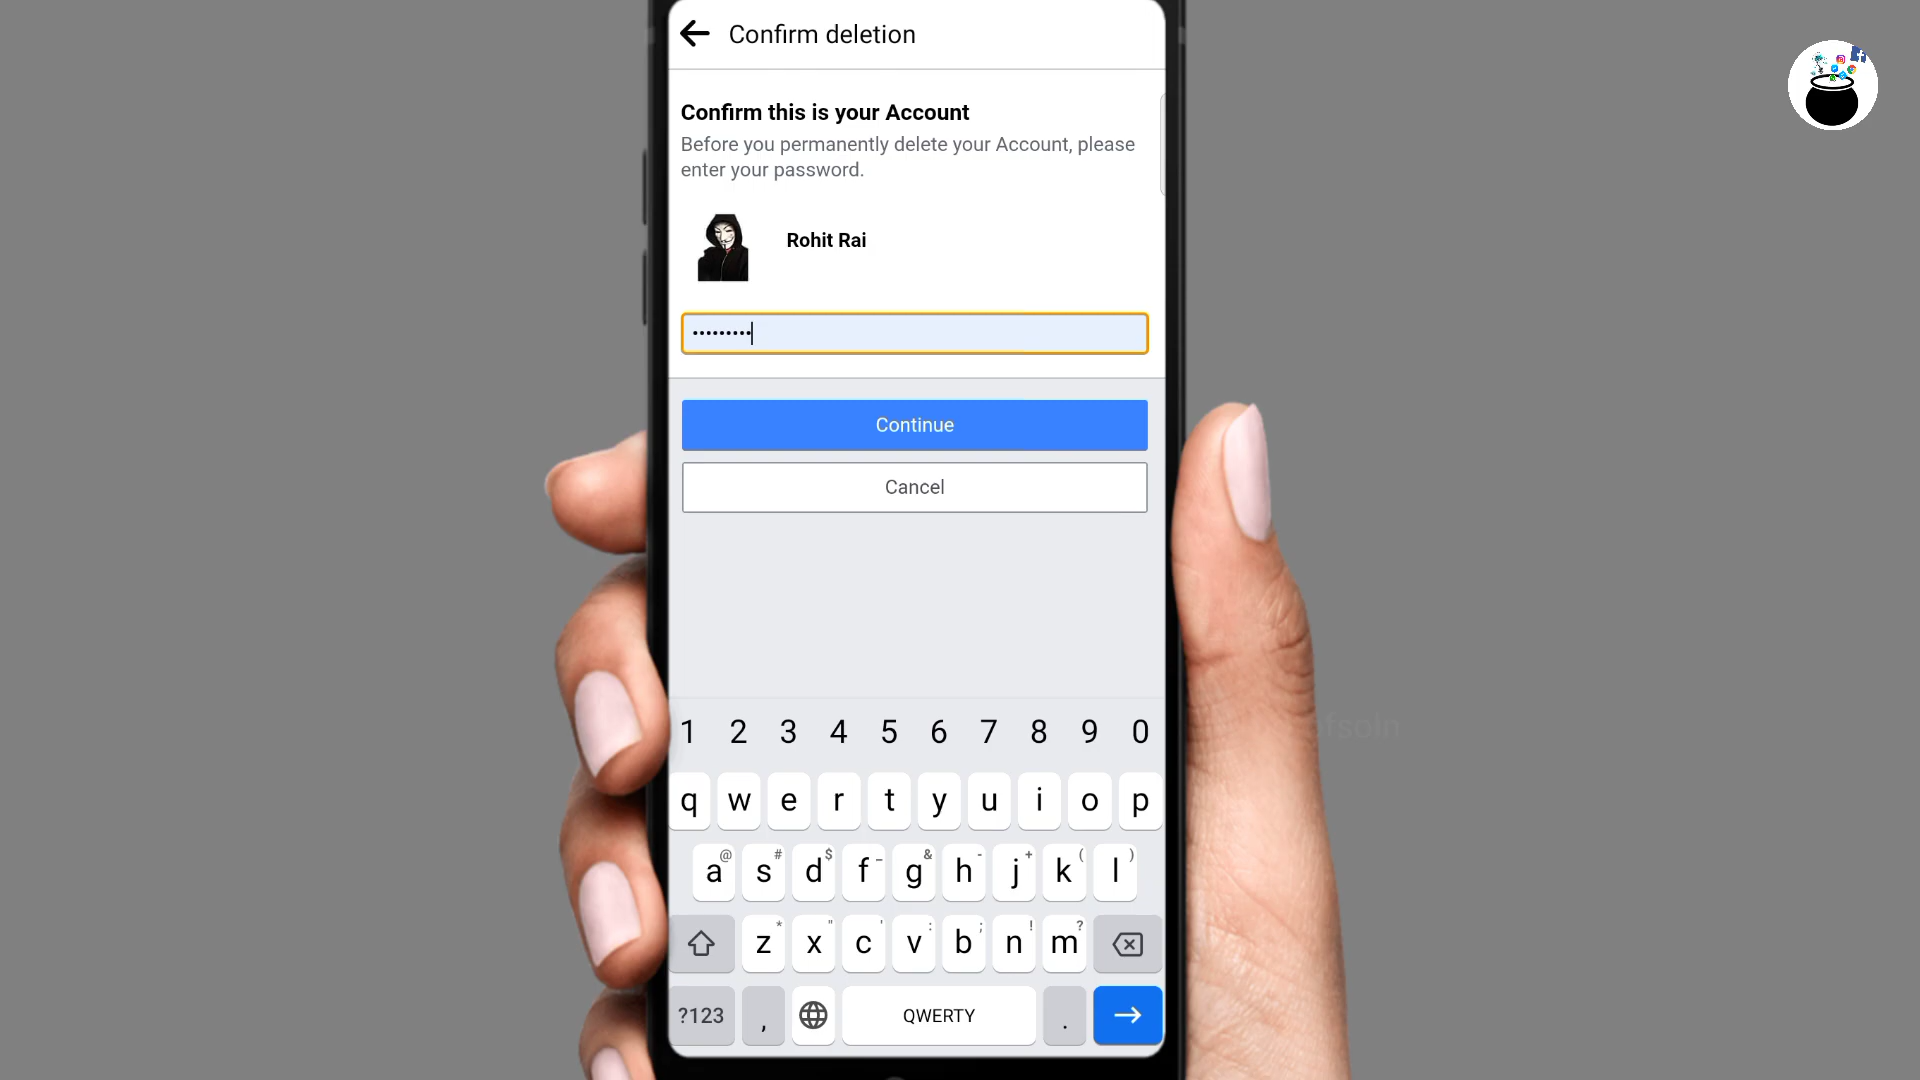 Confirm deletion
Confirm this is your Account
Before you permanently delete your Account, please
enter your password.
Rohit Rai
•••••••••
Continue
Cancel
1 2 3 4 5 6 7 8 9 0
q w e r t y u i o p
@ # $ _ & - + ( )
a s d f g h j k l
* " ' : ; ! ?
z x c v b n m
?123 , QWERTY .